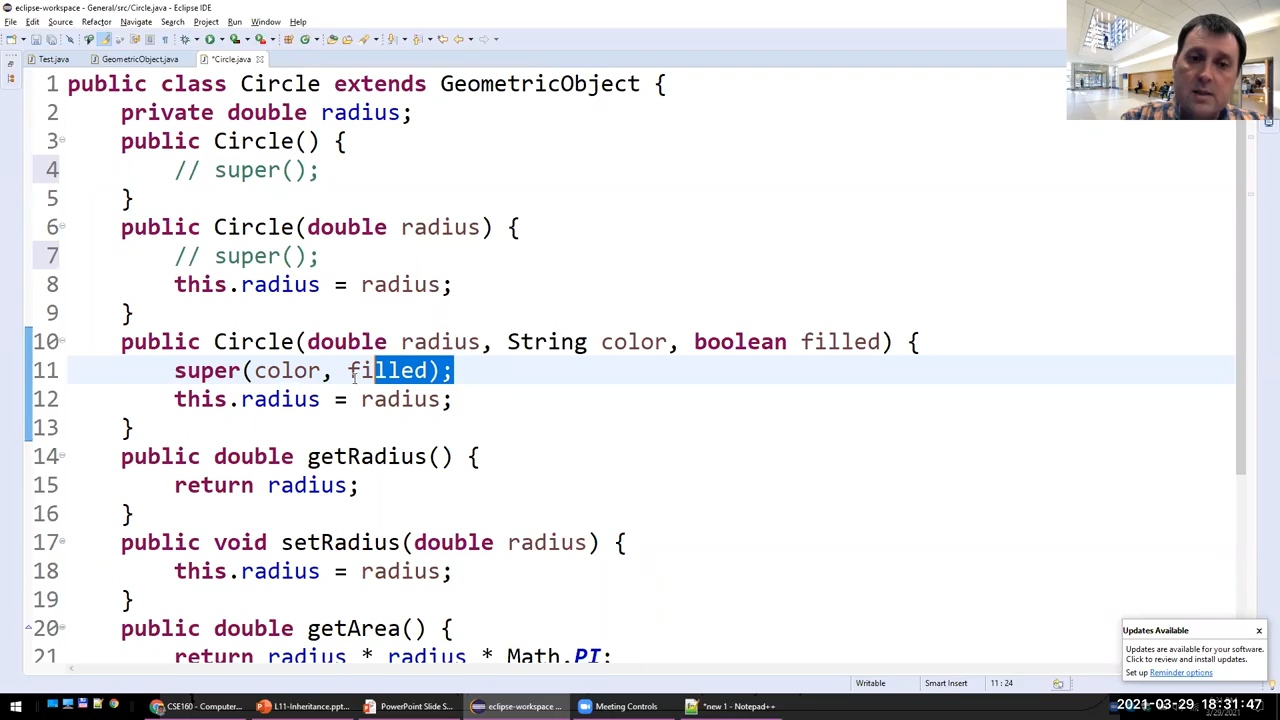 eclipse-workspace - General/src/Circle.java - Eclipse IDE
File Edit Source Refactor Navigate Search Project Run Window Help
Test.java GeometricObject.java *Circle.java
1 public class Circle extends GeometricObject {
2 private double radius;
3 public Circle() {
4 // super();
5 }
6 public Circle(double radius) {
7 // super();
8 this.radius = radius;
9 }
10 public Circle(double radius, String color, boolean filled) {
11 super(color, filled);
12 this.radius = radius;
13 }
14 public double getRadius() {
15 return radius;
16 }
17 public void setRadius(double radius) {
18 this.radius = radius;
19 }
20 public double getArea() {
21 return radius * radius * Math.PI;
Updates Available
Updates are available for your software.
Click to review and install updates.
Set up Reminder options
Writable Smart Insert 11 : 24
CSE160 - Computer... L11-Inheritance.ppt... PowerPoint Slide S... eclipse-workspace ... Meeting Controls *new 1 - Notepad++
2021-03-29 18:31:47